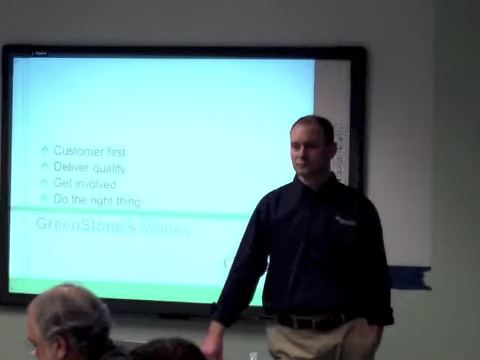 Customer first
Deliver quality
Get involved
Do the right thing
GreenStone's Values